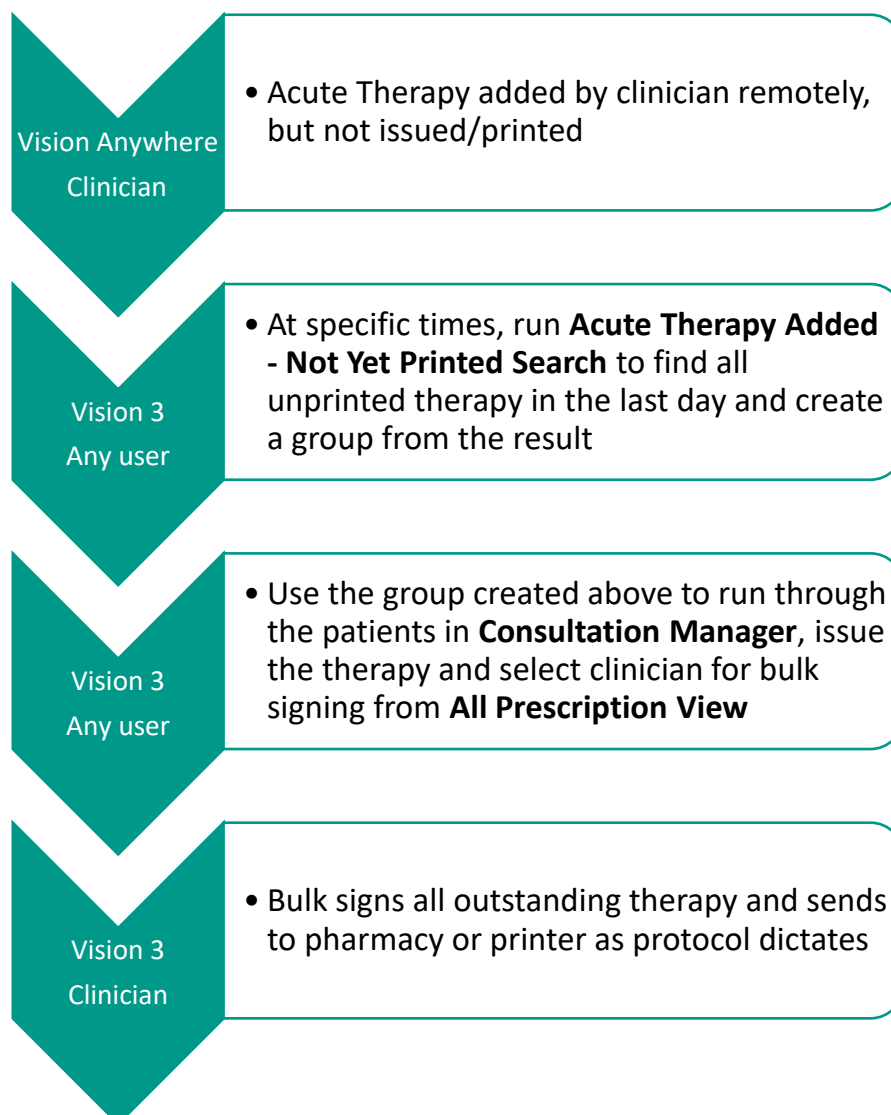 Vision Anywhere
Clinician
• Acute Therapy added by clinician remotely,
but not issued/printed
Vision 3
Any user
• At specific times, run Acute Therapy Added
- Not Yet Printed Search to find all
unprinted therapy in the last day and create
a group from the result
Vision 3
Any user
• Use the group created above to run through
the patients in Consultation Manager, issue
the therapy and select clinician for bulk
signing from All Prescription View
Vision 3
Clinician
• Bulk signs all outstanding therapy and sends
to pharmacy or printer as protocol dictates